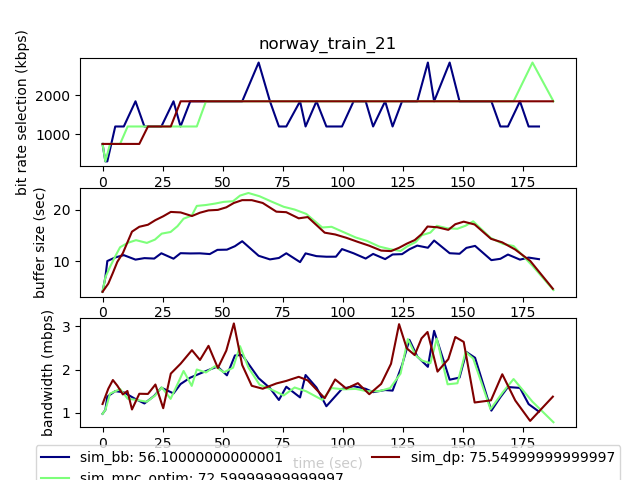 norway_train_21
bit rate selection (kbps)
2000
1000
0 25 50 75 100 125 150 175
buffer size (sec)
20
10
0 25 50 75 100 125 150 175
bandwidth (mbps)
3
2
1
0 25 50 75 100 125 150 175
time (sec)
sim_bb: 56.10000000000001
sim_dp: 75.54999999999997
sim_mpc_optim: 72.59999999999997